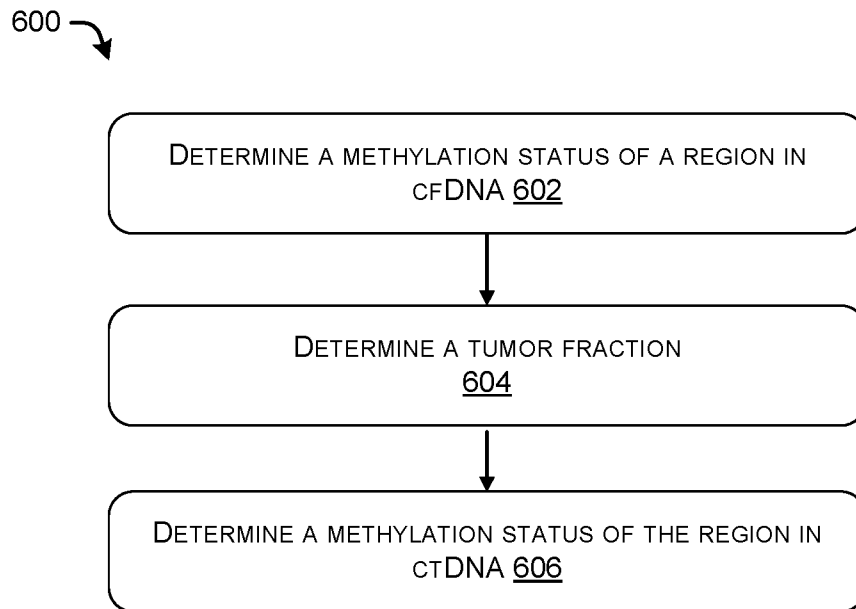 600
DETERMINE A METHYLATION STATUS OF A REGION IN
CFDNA 602
DETERMINE A TUMOR FRACTION
604
DETERMINE A METHYLATION STATUS OF THE REGION IN
CTDNA 606